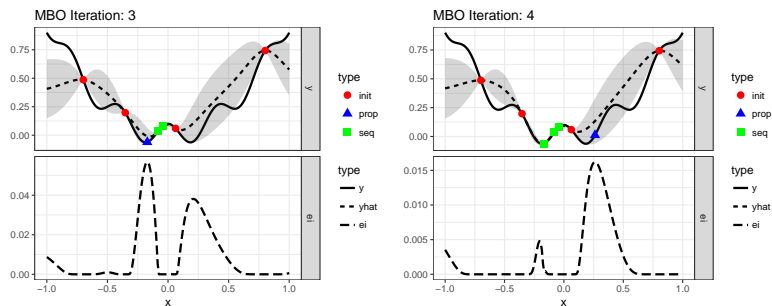 MBO Iteration: 3
0.75
0.50
0.25
0.00
y
type
init
prop
seq
0.04
0.02
0.00
ei
type
y
yhat
ei
−1.0
−0.5
0.0
0.5
1.0
x
MBO Iteration: 4
0.75
0.50
0.25
0.00
y
type
init
prop
seq
0.015
0.010
0.005
0.000
ei
type
y
yhat
ei
−1.0
−0.5
0.0
0.5
1.0
x